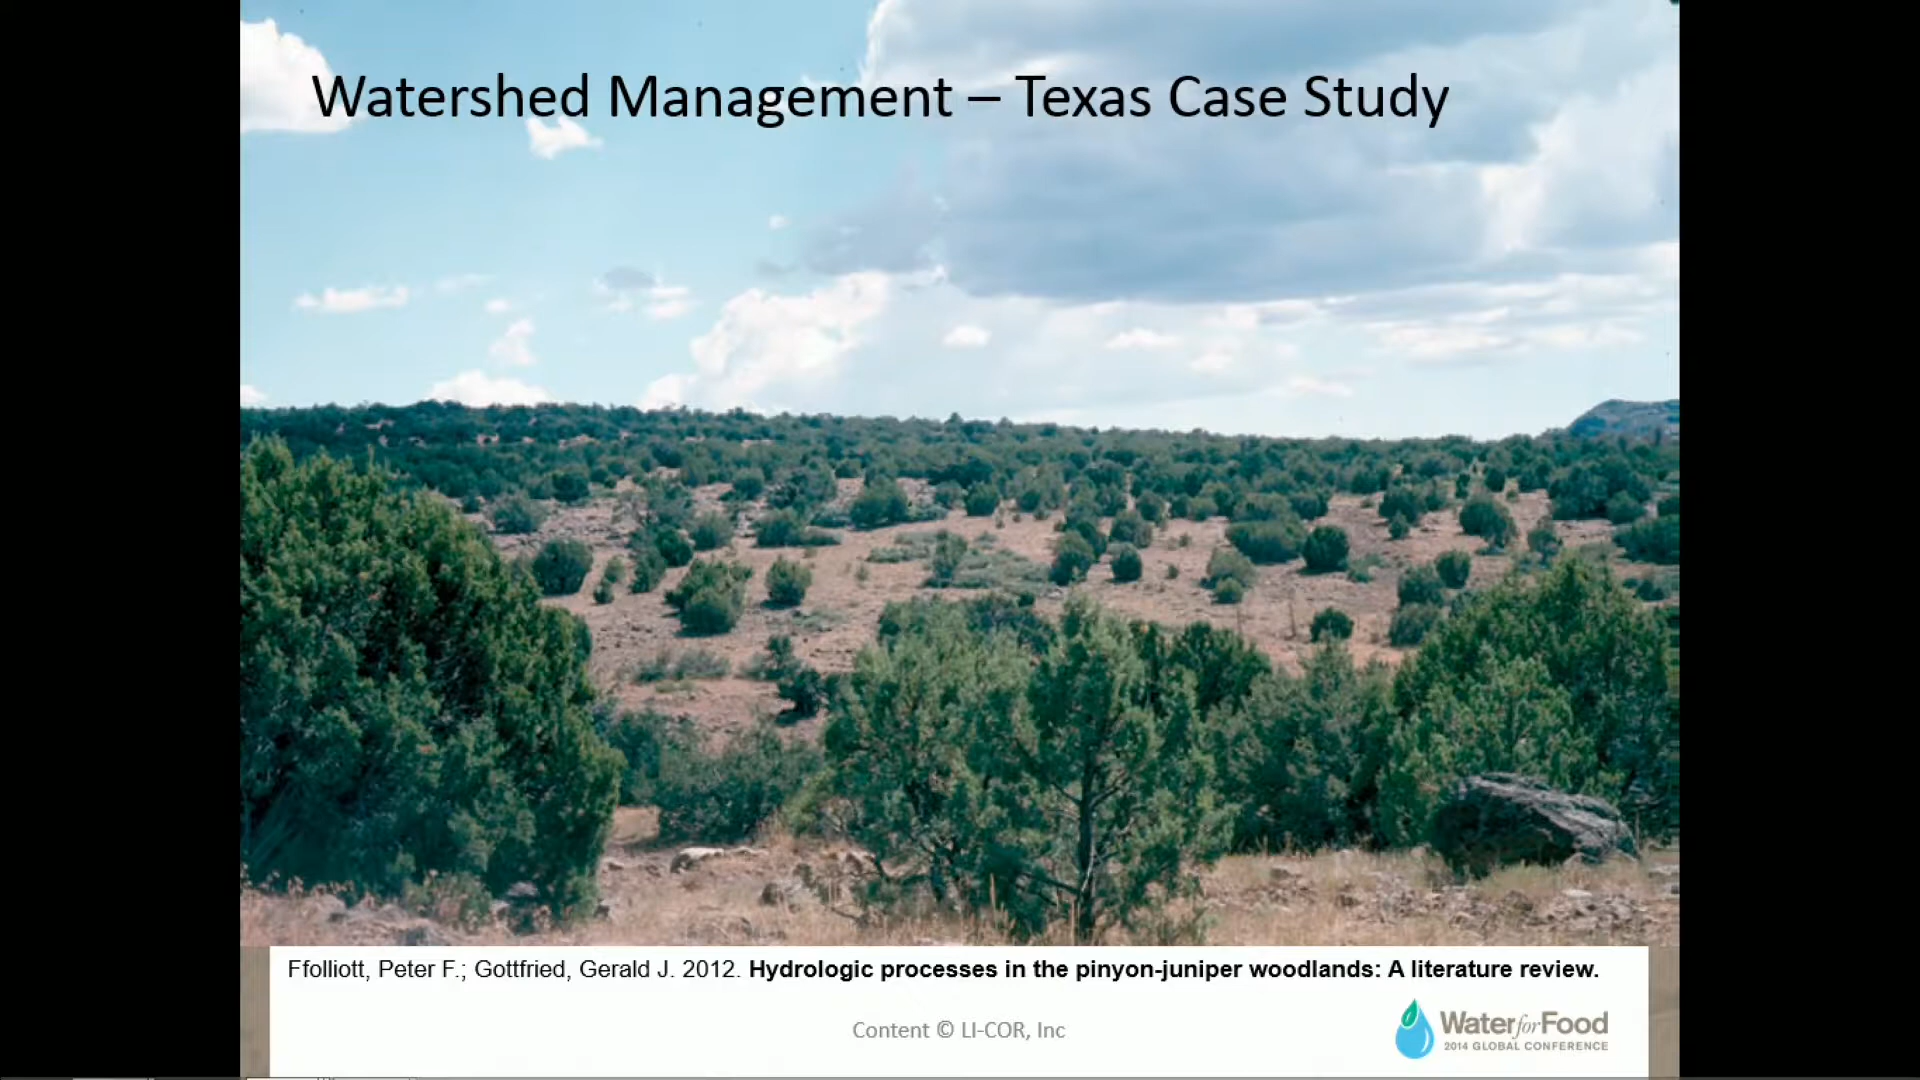 Watershed Management – Texas Case Study
Ffolliott, Peter F.; Gottfried, Gerald J. 2012. Hydrologic processes in the pinyon-juniper woodlands: A literature review.
Content © LI-COR, Inc
Water for Food
2014 GLOBAL CONFERENCE